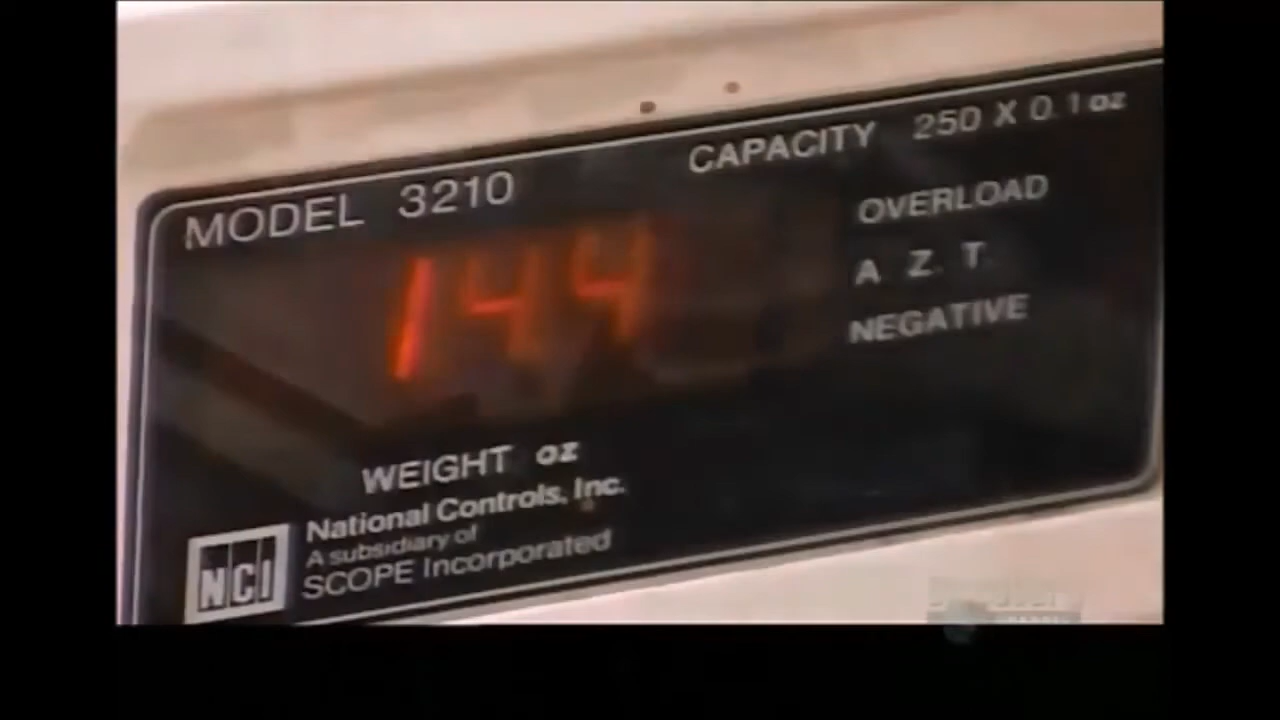 MODEL 3210
CAPACITY 250 X 0.1 oz
144
OVERLOAD
A. Z. T.
NEGATIVE
WEIGHT oz
National Controls, Inc.
A subsidiary of
SCOPE Incorporated
NCI